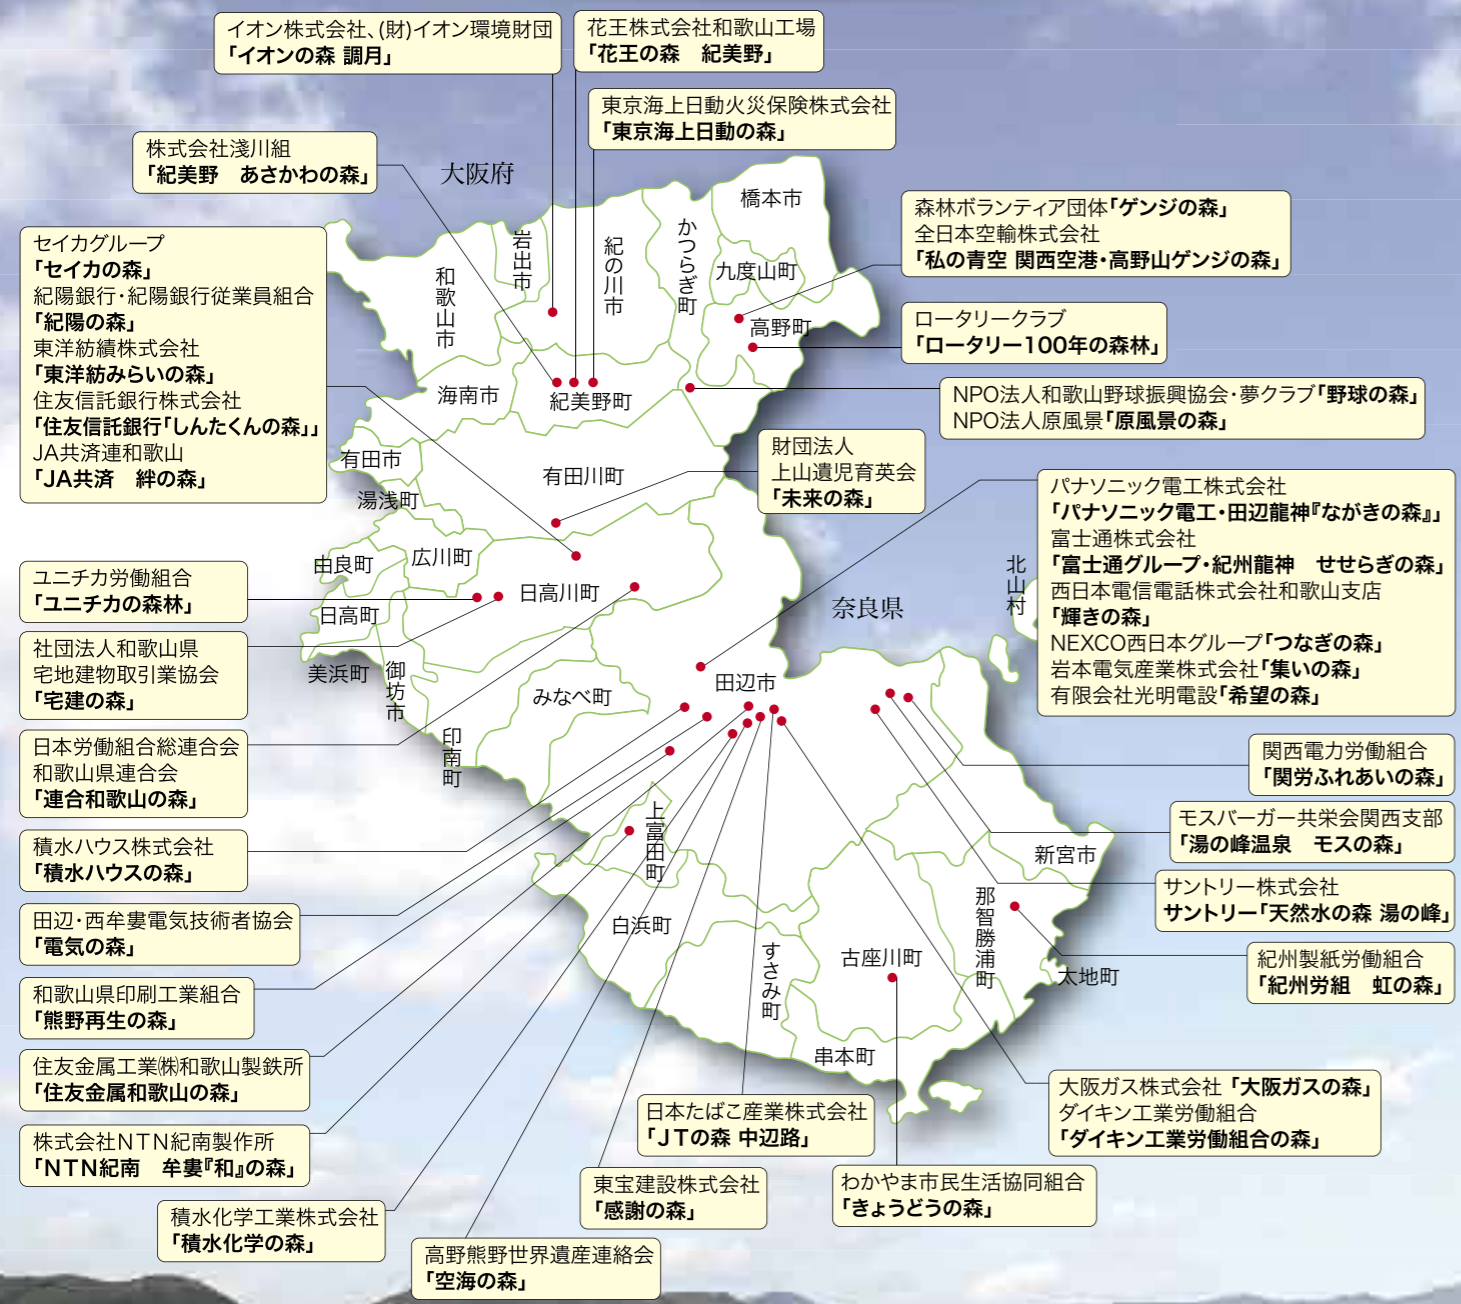 イオン株式会社、(財)イオン環境財団
「イオンの森 調月」
花王株式会社和歌山工場
「花王の森　紀美野」
東京海上日動火災保険株式会社
「東京海上日動の森」
株式会社淺川組
「紀美野　あさかわの森」
セイカグループ
「セイカの森」
紀陽銀行・紀陽銀行従業員組合
「紀陽の森」
東洋紡績株式会社
「東洋紡みらいの森」
住友信託銀行株式会社
「住友信託銀行「しんたくんの森」」
JA共済連和歌山
「JA共済　絆の森」
ユニチカ労働組合
「ユニチカの森林」
社団法人和歌山県
宅地建物取引業協会
「宅建の森」
日本労働組合総連合会
和歌山県連合会
「連合和歌山の森」
積水ハウス株式会社
「積水ハウスの森」
田辺・西牟婁電気技術者協会
「電気の森」
和歌山県印刷工業組合
「熊野再生の森」
住友金属工業㈱和歌山製鉄所
「住友金属和歌山の森」
株式会社NTN紀南製作所
「NTN紀南　牟婁『和』の森」
積水化学工業株式会社
「積水化学の森」
高野熊野世界遺産連絡会
「空海の森」
東宝建設株式会社
「感謝の森」
日本たばこ産業株式会社
「JTの森 中辺路」
わかやま市民生活協同組合
「きょうどうの森」
大阪ガス株式会社「大阪ガスの森」
ダイキン工業労働組合
「ダイキン工業労働組合の森」
紀州製紙労働組合
「紀州労組　虹の森」
サントリー株式会社
サントリー「天然水の森 湯の峰」
モスバーガー共栄会関西支部
「湯の峰温泉　モスの森」
関西電力労働組合
「関労ふれあいの森」
パナソニック電工株式会社
「パナソニック電工・田辺龍神『ながきの森』」
富士通株式会社
「富士通グループ・紀州龍神　せせらぎの森」
西日本電信電話株式会社和歌山支店
「輝きの森」
NEXCO西日本グループ「つなぎの森」
岩本電気産業株式会社「集いの森」
有限会社光明電設「希望の森」
財団法人
上山遺児育英会
「未来の森」
NPO法人和歌山野球振興協会・夢クラブ「野球の森」
NPO法人原風景「原風景の森」
ロータリークラブ
「ロータリー100年の森林」
森林ボランティア団体「ゲンジの森」
全日本空輸株式会社
「私の青空 関西空港・高野山ゲンジの森」
大阪府
奈良県
橋本市
かつらぎ町
九度山町
高野町
紀の川市
岩出市
和歌山市
海南市
紀美野町
有田市
有田川町
湯浅町
広川町
由良町
日高川町
日高町
美浜町
御坊市
印南町
みなべ町
田辺市
北山村
上富田町
白浜町
すさみ町
古座川町
串本町
那智勝浦町
太地町
新宮市